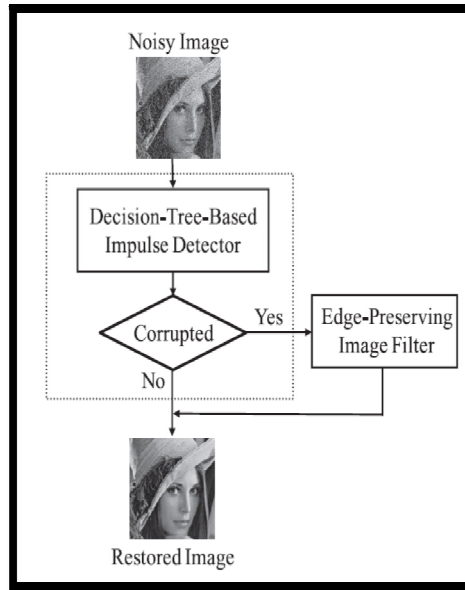 Noisy Image
Decision-Tree-Based
Impulse Detector
Corrupted
Yes
Edge-Preserving
Image Filter
No
Restored Image